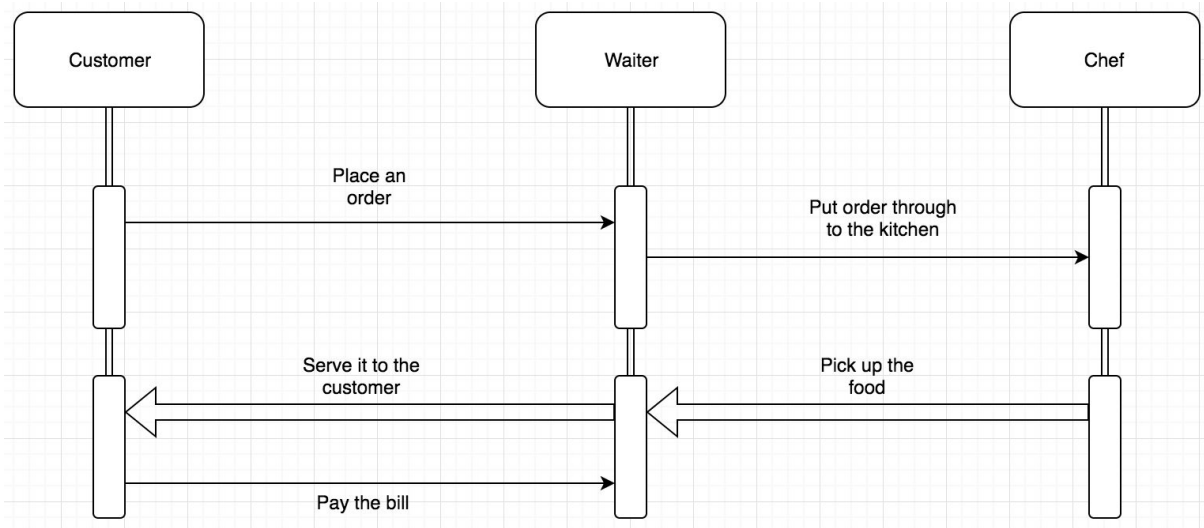 Customer
Waiter
Chef
Place an
order
Put order through
to the kitchen
Serve it to the
customer
Pick up the
food
Pay the bill